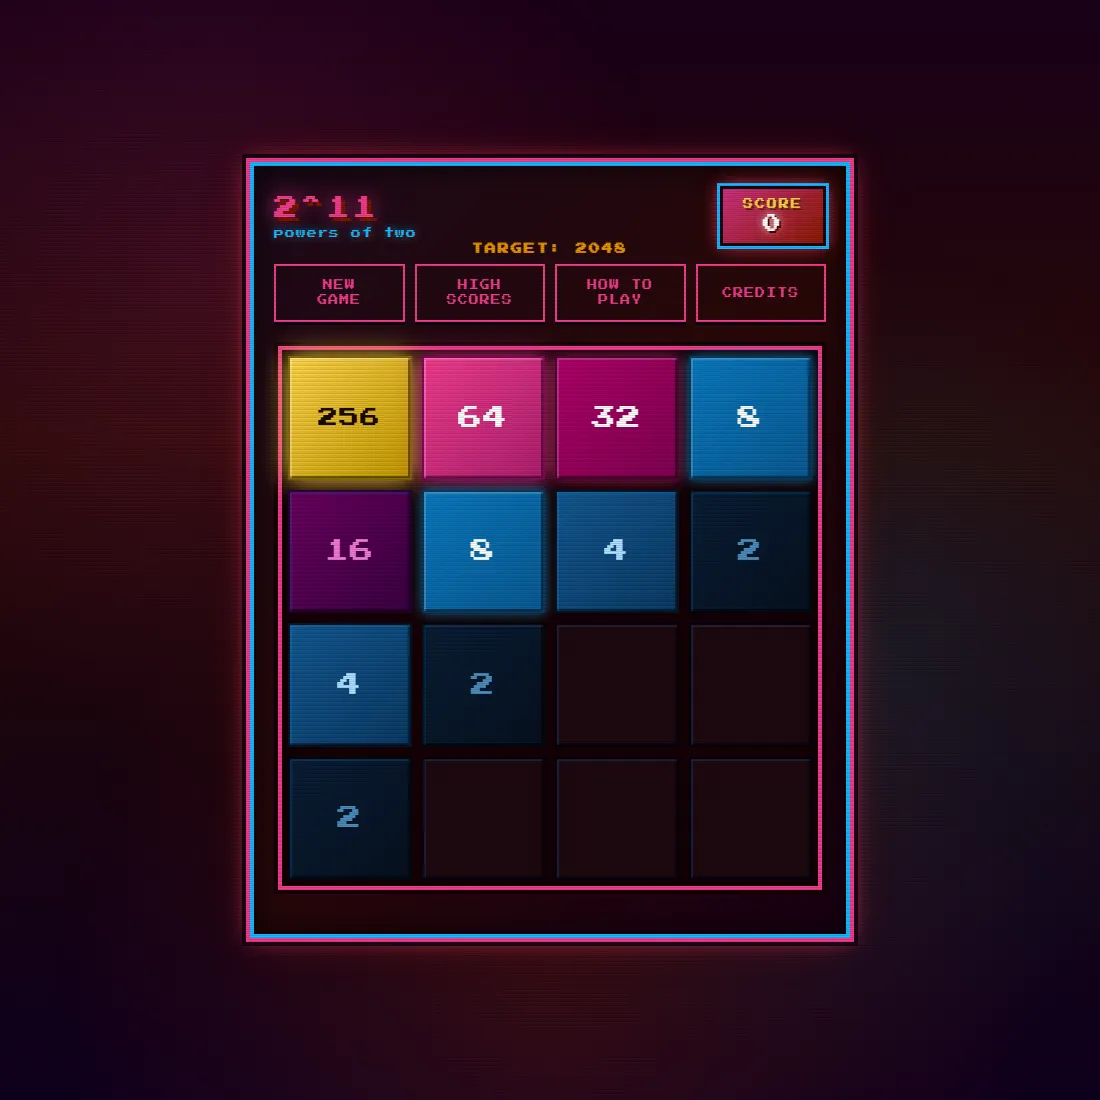 2^11
powers of two
SCORE
0
TARGET: 2048
NEW
GAME
HIGH
SCORES
HOW TO
PLAY
CREDITS
256 64 32 8
16 8 4 2
4 2
2